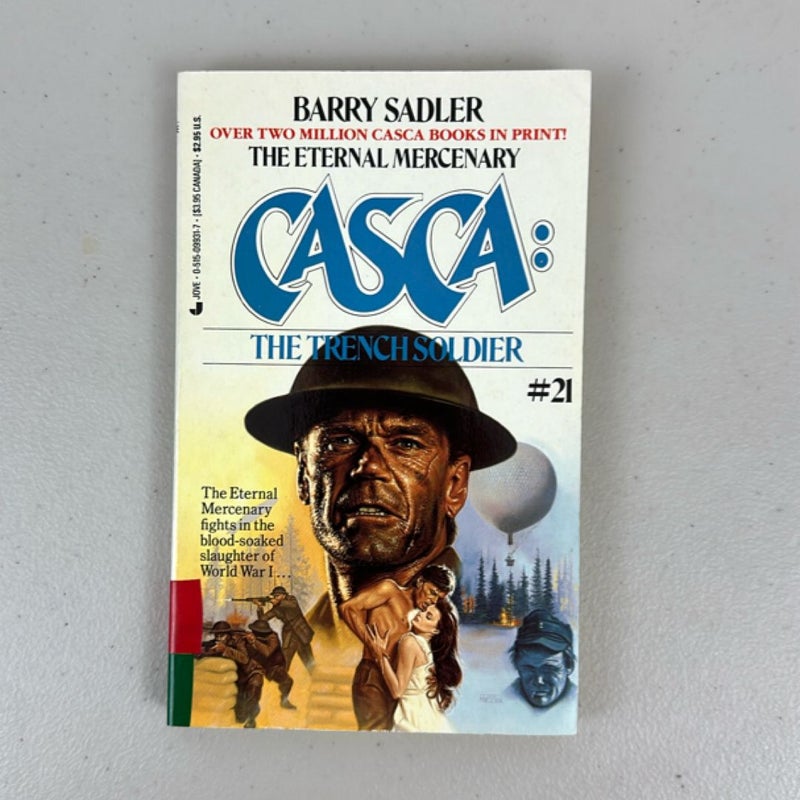 BARRY SADLER
OVER TWO MILLION CASCA BOOKS IN PRINT!
THE ETERNAL MERCENARY
CASCA:
THE TRENCH SOLDIER
#21
The Eternal
Mercenary
fights in the
blood-soaked
slaughter of
World War I...
JOVE • 0-515-09931-7 • [$3.95 CANADA] • $2.95 U.S.